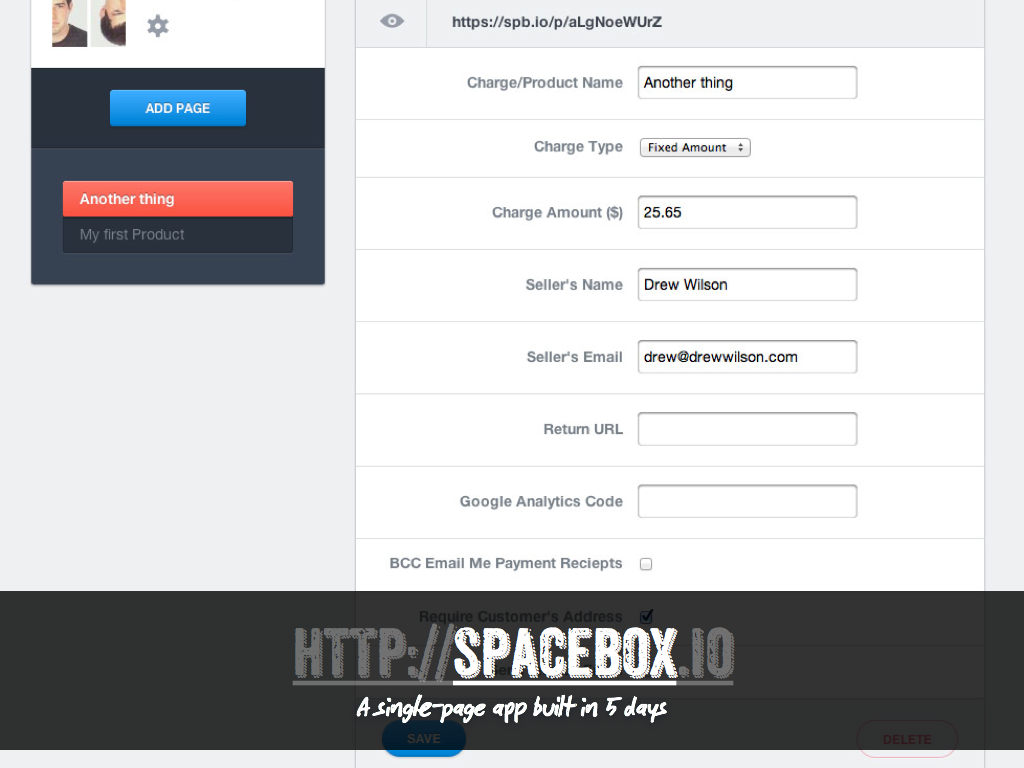 https://spb.io/p/aLgNoeWUrZ
ADD PAGE
Another thing
My first Product
Charge/Product Name Another thing
Charge Type Fixed Amount
Charge Amount ($) 25.65
Seller's Name Drew Wilson
Seller's Email drew@drewwilson.com
Return URL
Google Analytics Code
BCC Email Me Payment Reciepts
Require Customer's Address
HTTP://SPACEBOX.IO
A single-page app built in 5 days
SAVE
DELETE